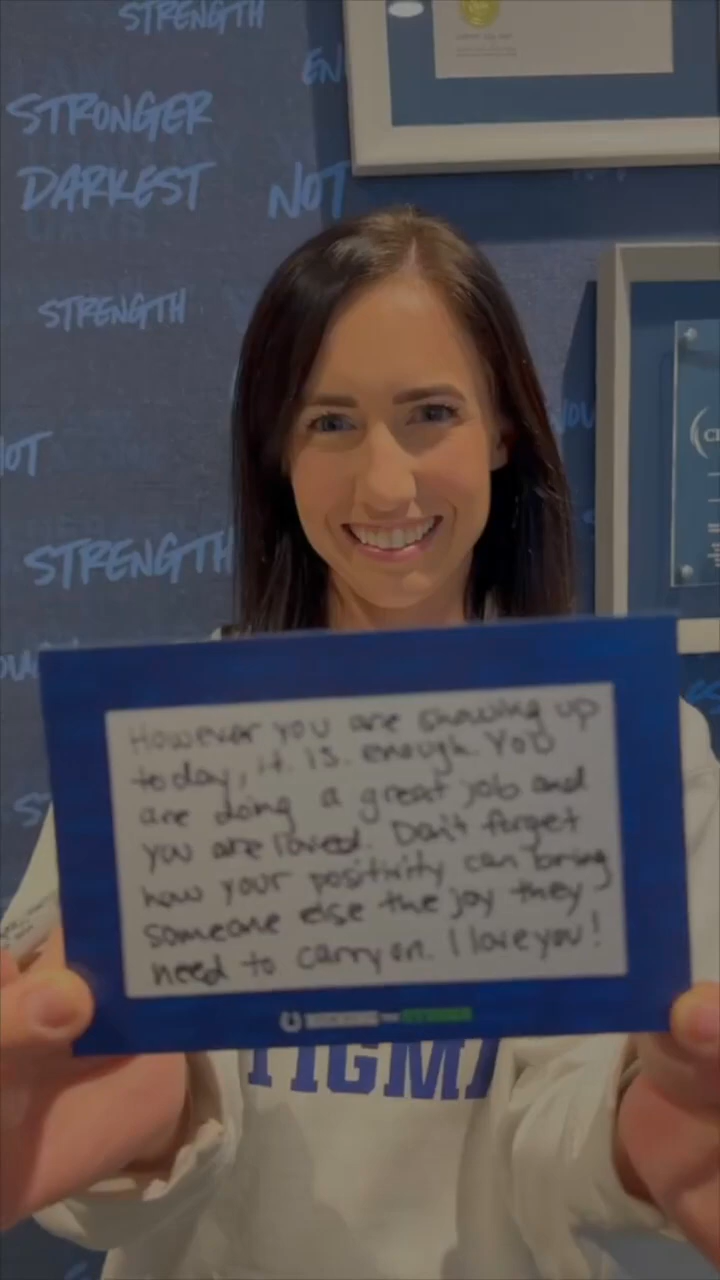 STRENGTH
EN
STRONGER
DARKEST
NOT
STRENGTH
NOT
STRENGTH
However you are showing up
today, it. is. enough. You
are doing a great job and
you are loved. Don't forget
how your positivity can bring
someone else the joy they
need to carry on. I love you!